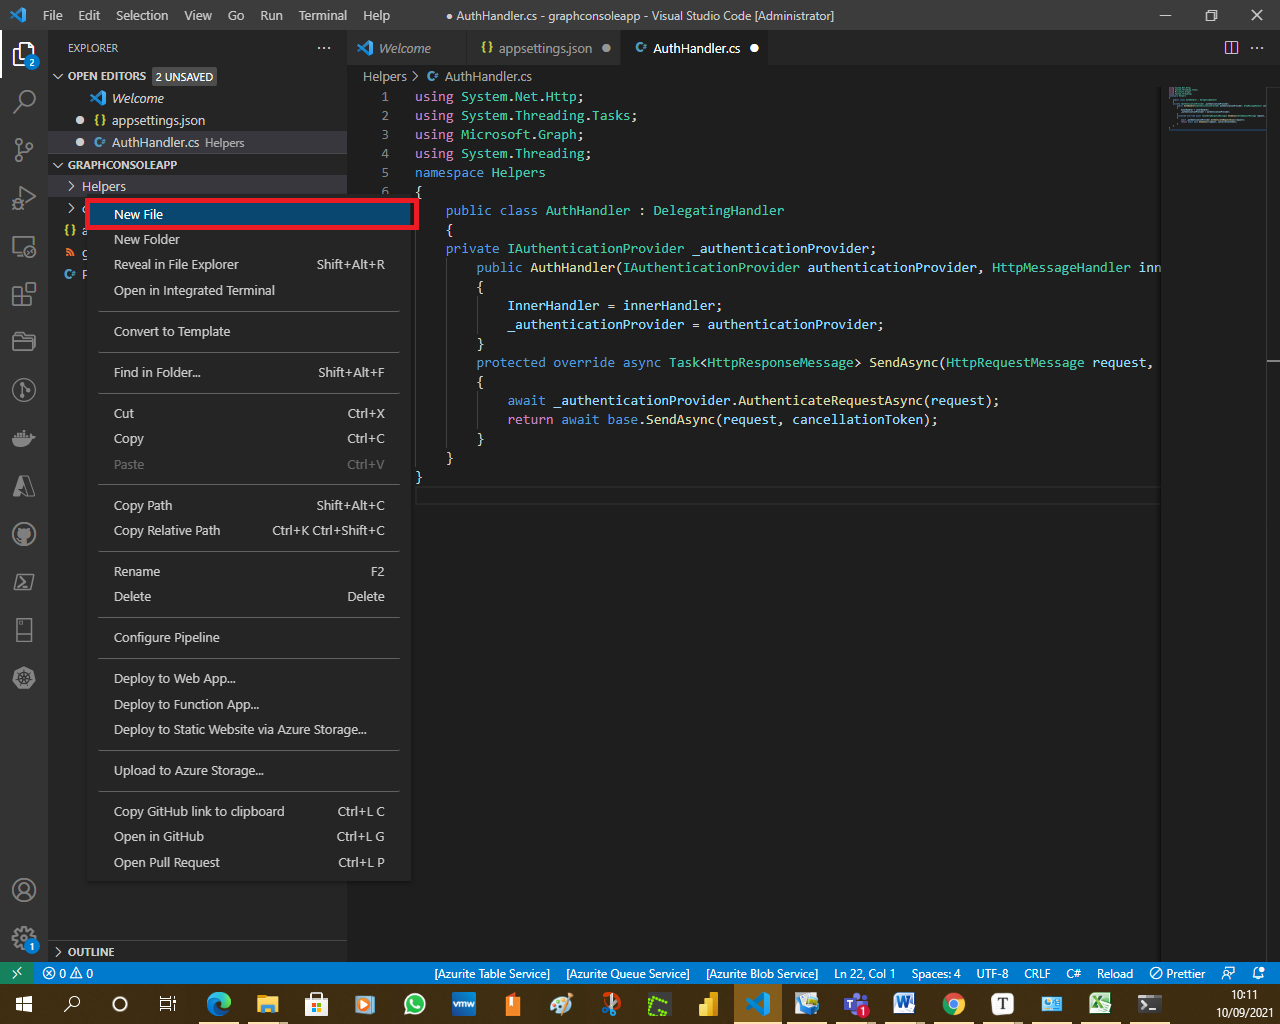 File Edit Selection View Go Run Terminal Help ● AuthHandler.cs - graphconsoleapp - Visual Studio Code [Administrator]
EXPLORER
Welcome {} appsettings.json AuthHandler.cs
OPEN EDITORS 2 UNSAVED
Helpers > AuthHandler.cs
Welcome
{} appsettings.json
AuthHandler.cs Helpers
GRAPHCONSOLEAPP
Helpers
New File
New Folder
Reveal in File Explorer Shift+Alt+R
Open in Integrated Terminal
Convert to Template
Find in Folder... Shift+Alt+F
Cut Ctrl+X
Copy Ctrl+C
Paste Ctrl+V
Copy Path Shift+Alt+C
Copy Relative Path Ctrl+K Ctrl+Shift+C
Rename F2
Delete Delete
Configure Pipeline
Deploy to Web App...
Deploy to Function App...
Deploy to Static Website via Azure Storage...
Upload to Azure Storage...
Copy GitHub link to clipboard Ctrl+L C
Open in GitHub Ctrl+L G
Open Pull Request Ctrl+L P
OUTLINE
1 using System.Net.Http;
2 using System.Threading.Tasks;
3 using Microsoft.Graph;
4 using System.Threading;
5 namespace Helpers
6 {
public class AuthHandler : DelegatingHandler
{
private IAuthenticationProvider _authenticationProvider;
public AuthHandler(IAuthenticationProvider authenticationProvider, HttpMessageHandler inn
{
InnerHandler = innerHandler;
_authenticationProvider = authenticationProvider;
}
protected override async Task<HttpResponseMessage> SendAsync(HttpRequestMessage request,
{
await _authenticationProvider.AuthenticateRequestAsync(request);
return await base.SendAsync(request, cancellationToken);
}
}
}
0 0 [Azurite Table Service] [Azurite Queue Service] [Azurite Blob Service] Ln 22, Col 1 Spaces: 4 UTF-8 CRLF C# Reload Prettier
10:11
10/09/2021